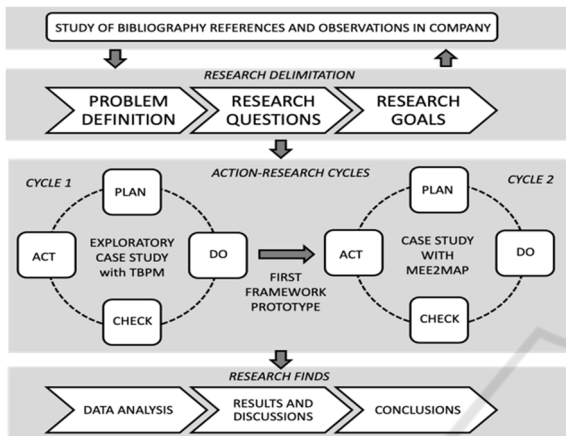 STUDY OF BIBLIOGRAPHY REFERENCES AND OBSERVATIONS IN COMPANY
RESEARCH DELIMITATION
PROBLEM
DEFINITION
RESEARCH
QUESTIONS
RESEARCH
GOALS
ACTION-RESEARCH CYCLES
CYCLE 1
PLAN
ACT
EXPLORATORY
CASE STUDY
with TBPM
DO
CHECK
FIRST
FRAMEWORK
PROTOTYPE
CYCLE 2
PLAN
ACT
CASE STUDY
WITH
MEE2MAP
DO
CHECK
RESEARCH FINDS
DATA ANALYSIS
RESULTS AND
DISCUSSIONS
CONCLUSIONS